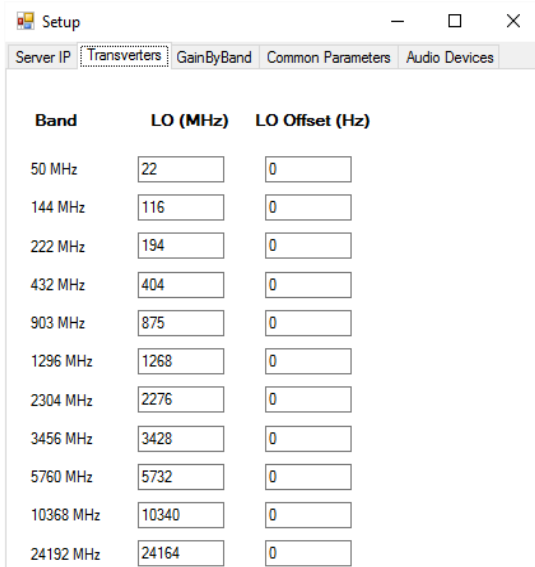 Setup
Server IP Transverters GainByBand Common Parameters Audio Devices
Band LO (MHz) LO Offset (Hz)
50 MHz 22 0
144 MHz 116 0
222 MHz 194 0
432 MHz 404 0
903 MHz 875 0
1296 MHz 1268 0
2304 MHz 2276 0
3456 MHz 3428 0
5760 MHz 5732 0
10368 MHz 10340 0
24192 MHz 24164 0